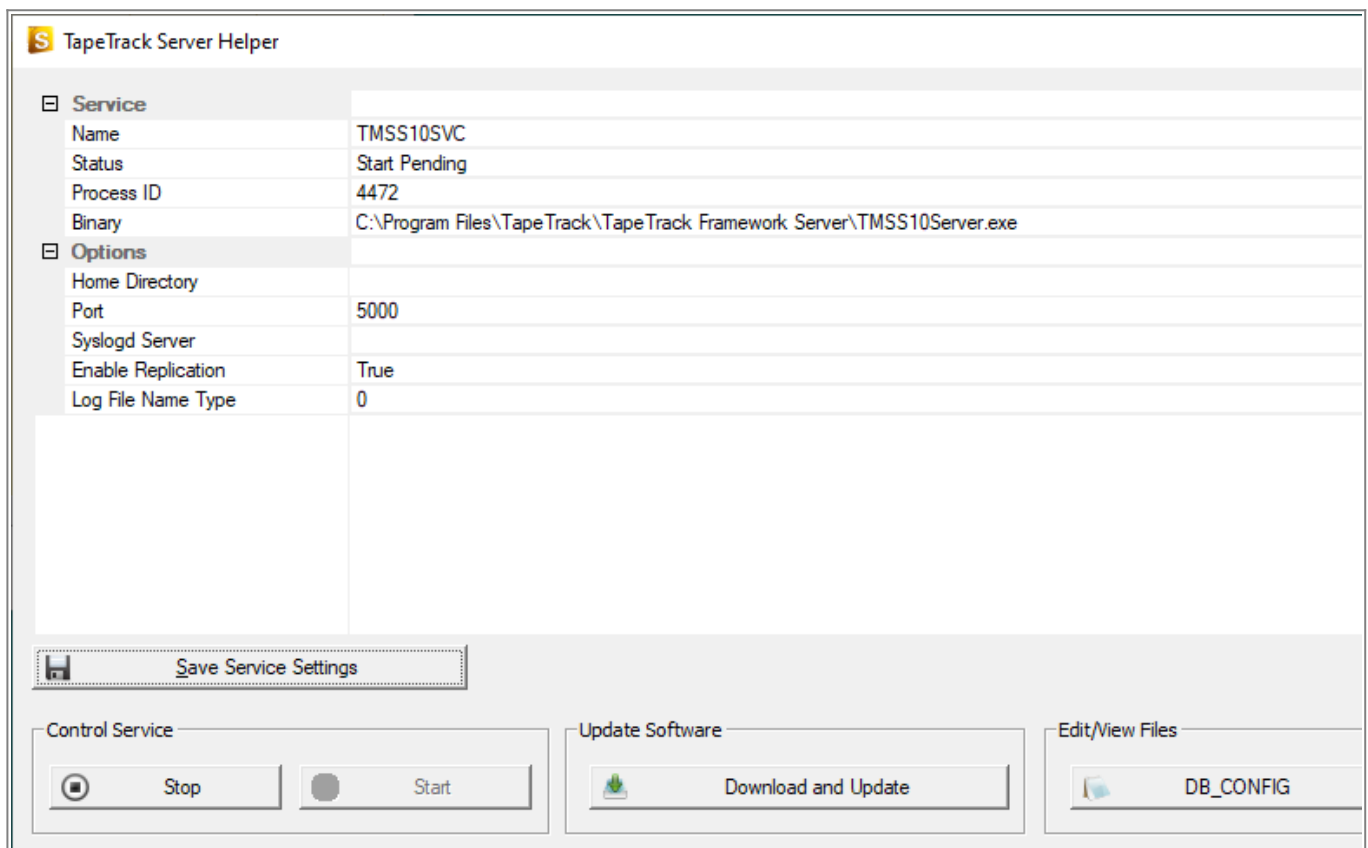 S TapeTrack Server Helper
Service
Name TMSS10SVC
Status Start Pending
Process ID 4472
Binary C:\Program Files\TapeTrack\TapeTrack Framework Server\TMSS10Server.exe
Options
Home Directory
Port 5000
Syslogd Server
Enable Replication True
Log File Name Type 0
Save Service Settings
Control Service Update Software Edit/View Files
Stop Start Download and Update DB_CONFIG